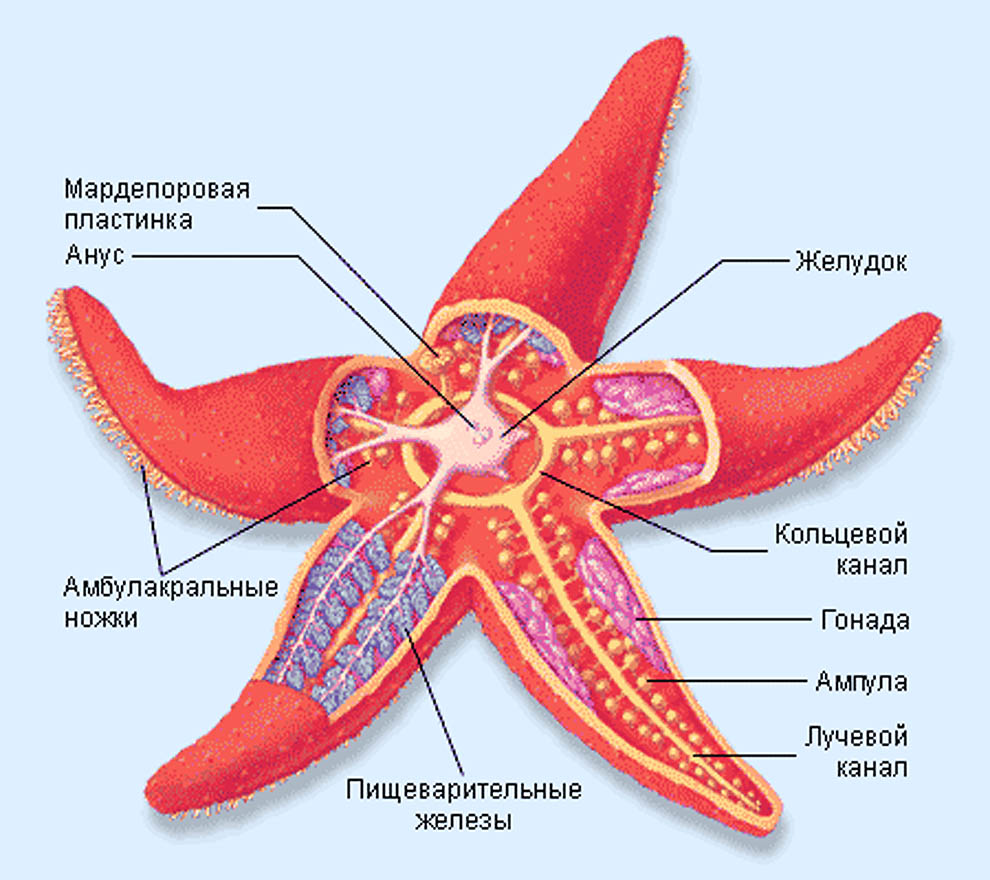 Мардепоровая
пластинка
Анус
Желудок
Кольцевой
канал
Амбулакральные
ножки
Гонада
Ампула
Лучевой
канал
Пищеварительные
железы